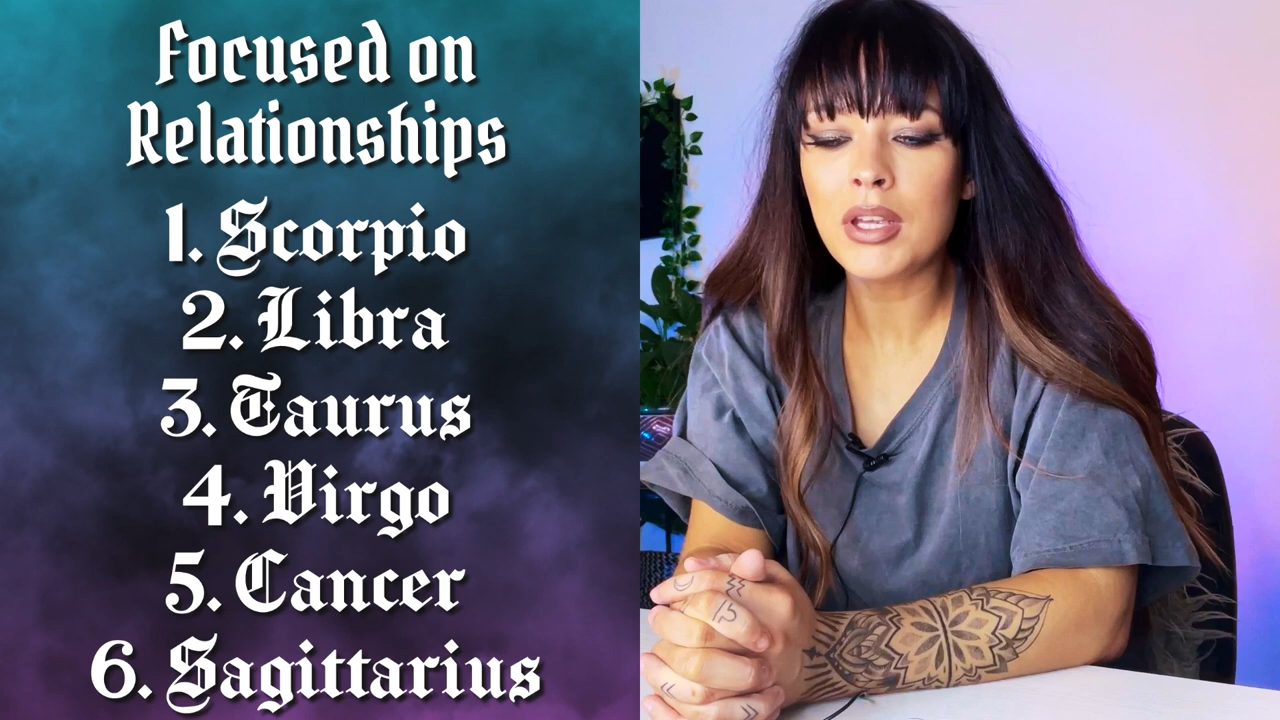 Focused on
Relationships
1. Scorpio
2. Libra
3. Taurus
4. Virgo
5. Cancer
6. Sagittarius